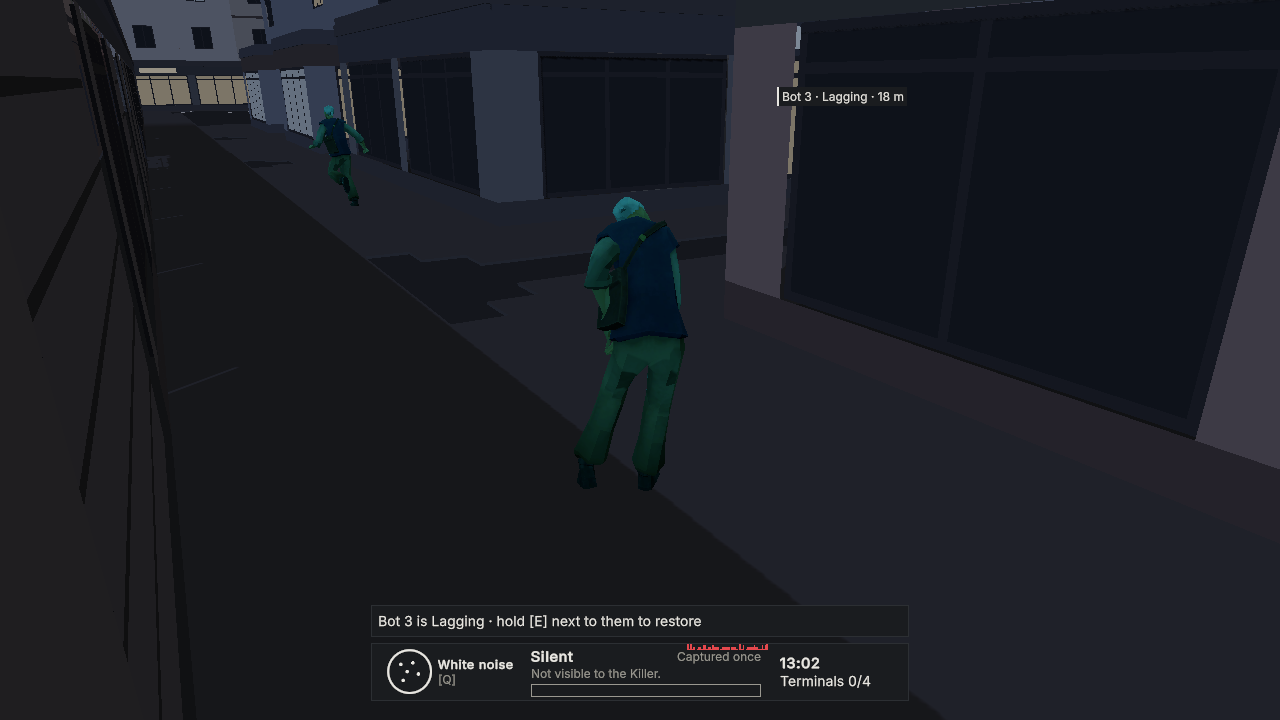 Bot 3 · Lagging · 18 m
Bot 3 is Lagging · hold [E] next to them to restore
White noise
[Q]
Silent
Not visible to the Killer.
Captured once
13:02
Terminals 0/4